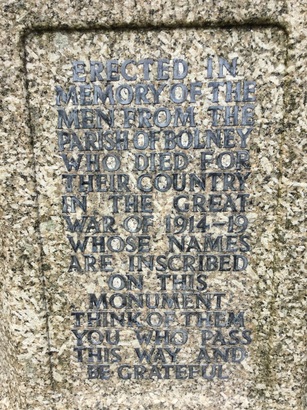 ERECTED IN
MEMORY OF THE
MEN FROM THE
PARISH OF BOLNEY
WHO DIED FOR
THEIR COUNTRY
IN THE GREAT
WAR OF 1914-19
WHOSE NAMES
ARE INSCRIBED
ON THIS
MONUMENT
THINK OF THEM
YOU WHO PASS
THIS WAY AND
BE GRATEFUL